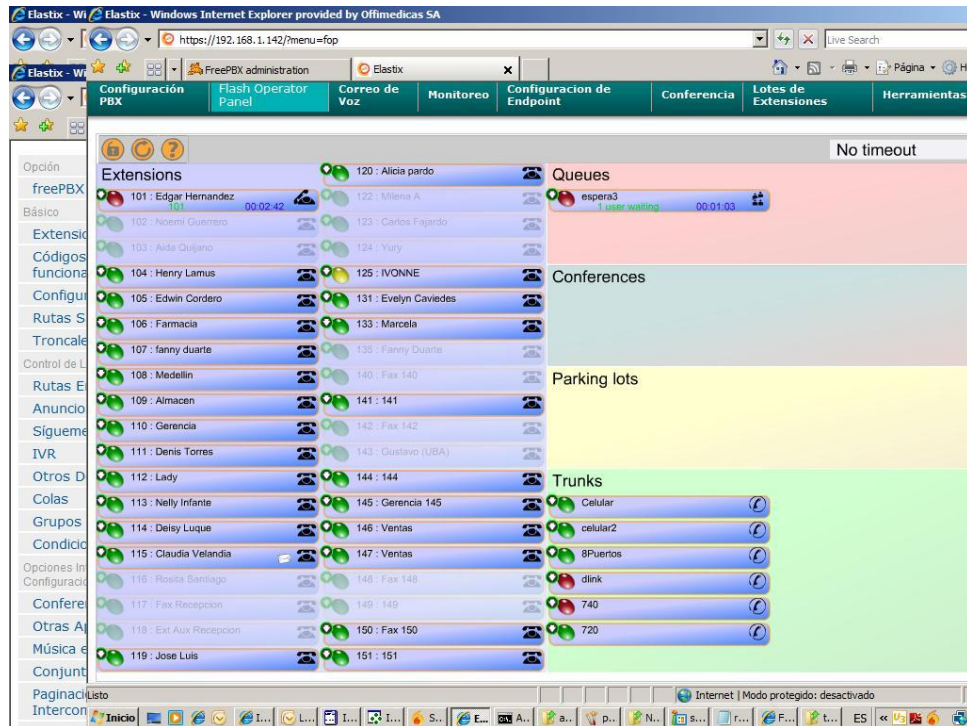 Elastix - Wi
Elastix - Windows Internet Explorer provided by Offimedicas SA
https://192.168.1.142/?menu=fop
Live Search
Elastix - Wi
FreePBX administration
Elastix
Página
Configuración PBX
Flash Operator Panel
Correo de Voz
Monitoreo
Configuracion de Endpoint
Conferencia
Lotes de Extensiones
Herramientas
No timeout
Opción
freePBX
Básico
Extensio
Códigos
funciona
Configur
Rutas S
Troncale
Control de L
Rutas E
Anuncio
Sígueme
IVR
Otros D
Colas
Grupos
Condicio
Opciones In
Configuració
Confere
Otras A
Música e
Conjunt
Paginaci
Intercon
Extensions
101 : Edgar Hernandez
101 00:02:42
102 : Noemi Guerrero
103 : Aida Quijano
104 : Henry Lamus
105 : Edwin Cordero
106 : Farmacia
107 : fanny duarte
108 : Medellin
109 : Almacen
110 : Gerencia
111 : Denis Torres
112 : Lady
113 : Nelly Infante
114 : Deisy Luque
115 : Claudia Velandia
116 : Rosita Santiago
117 : Fax Recepcion
118 : Ext Aux Recepcion
119 : Jose Luis
120 : Alicia pardo
122 : Milena A
123 : Carlos Fajardo
124 : Yury
125 : IVONNE
131 : Evelyn Caviedes
133 : Marcela
135 : Fanny Duarte
140 : Fax 140
141 : 141
142 : Fax 142
143 : Gustavo (UBA)
144 : 144
145 : Gerencia 145
146 : Ventas
147 : Ventas
148 : Fax 148
149 : 149
150 : Fax 150
151 : 151
Queues
espera3
1 user waiting 00:01:03
Conferences
Parking lots
Trunks
Celular
celular2
8Puertos
dlink
740
720
Listo
Internet | Modo protegido: desactivado
Inicio
I...
L...
I...
I...
S...
E...
A...
a...
p...
N...
s...
r...
F...
t...
ES